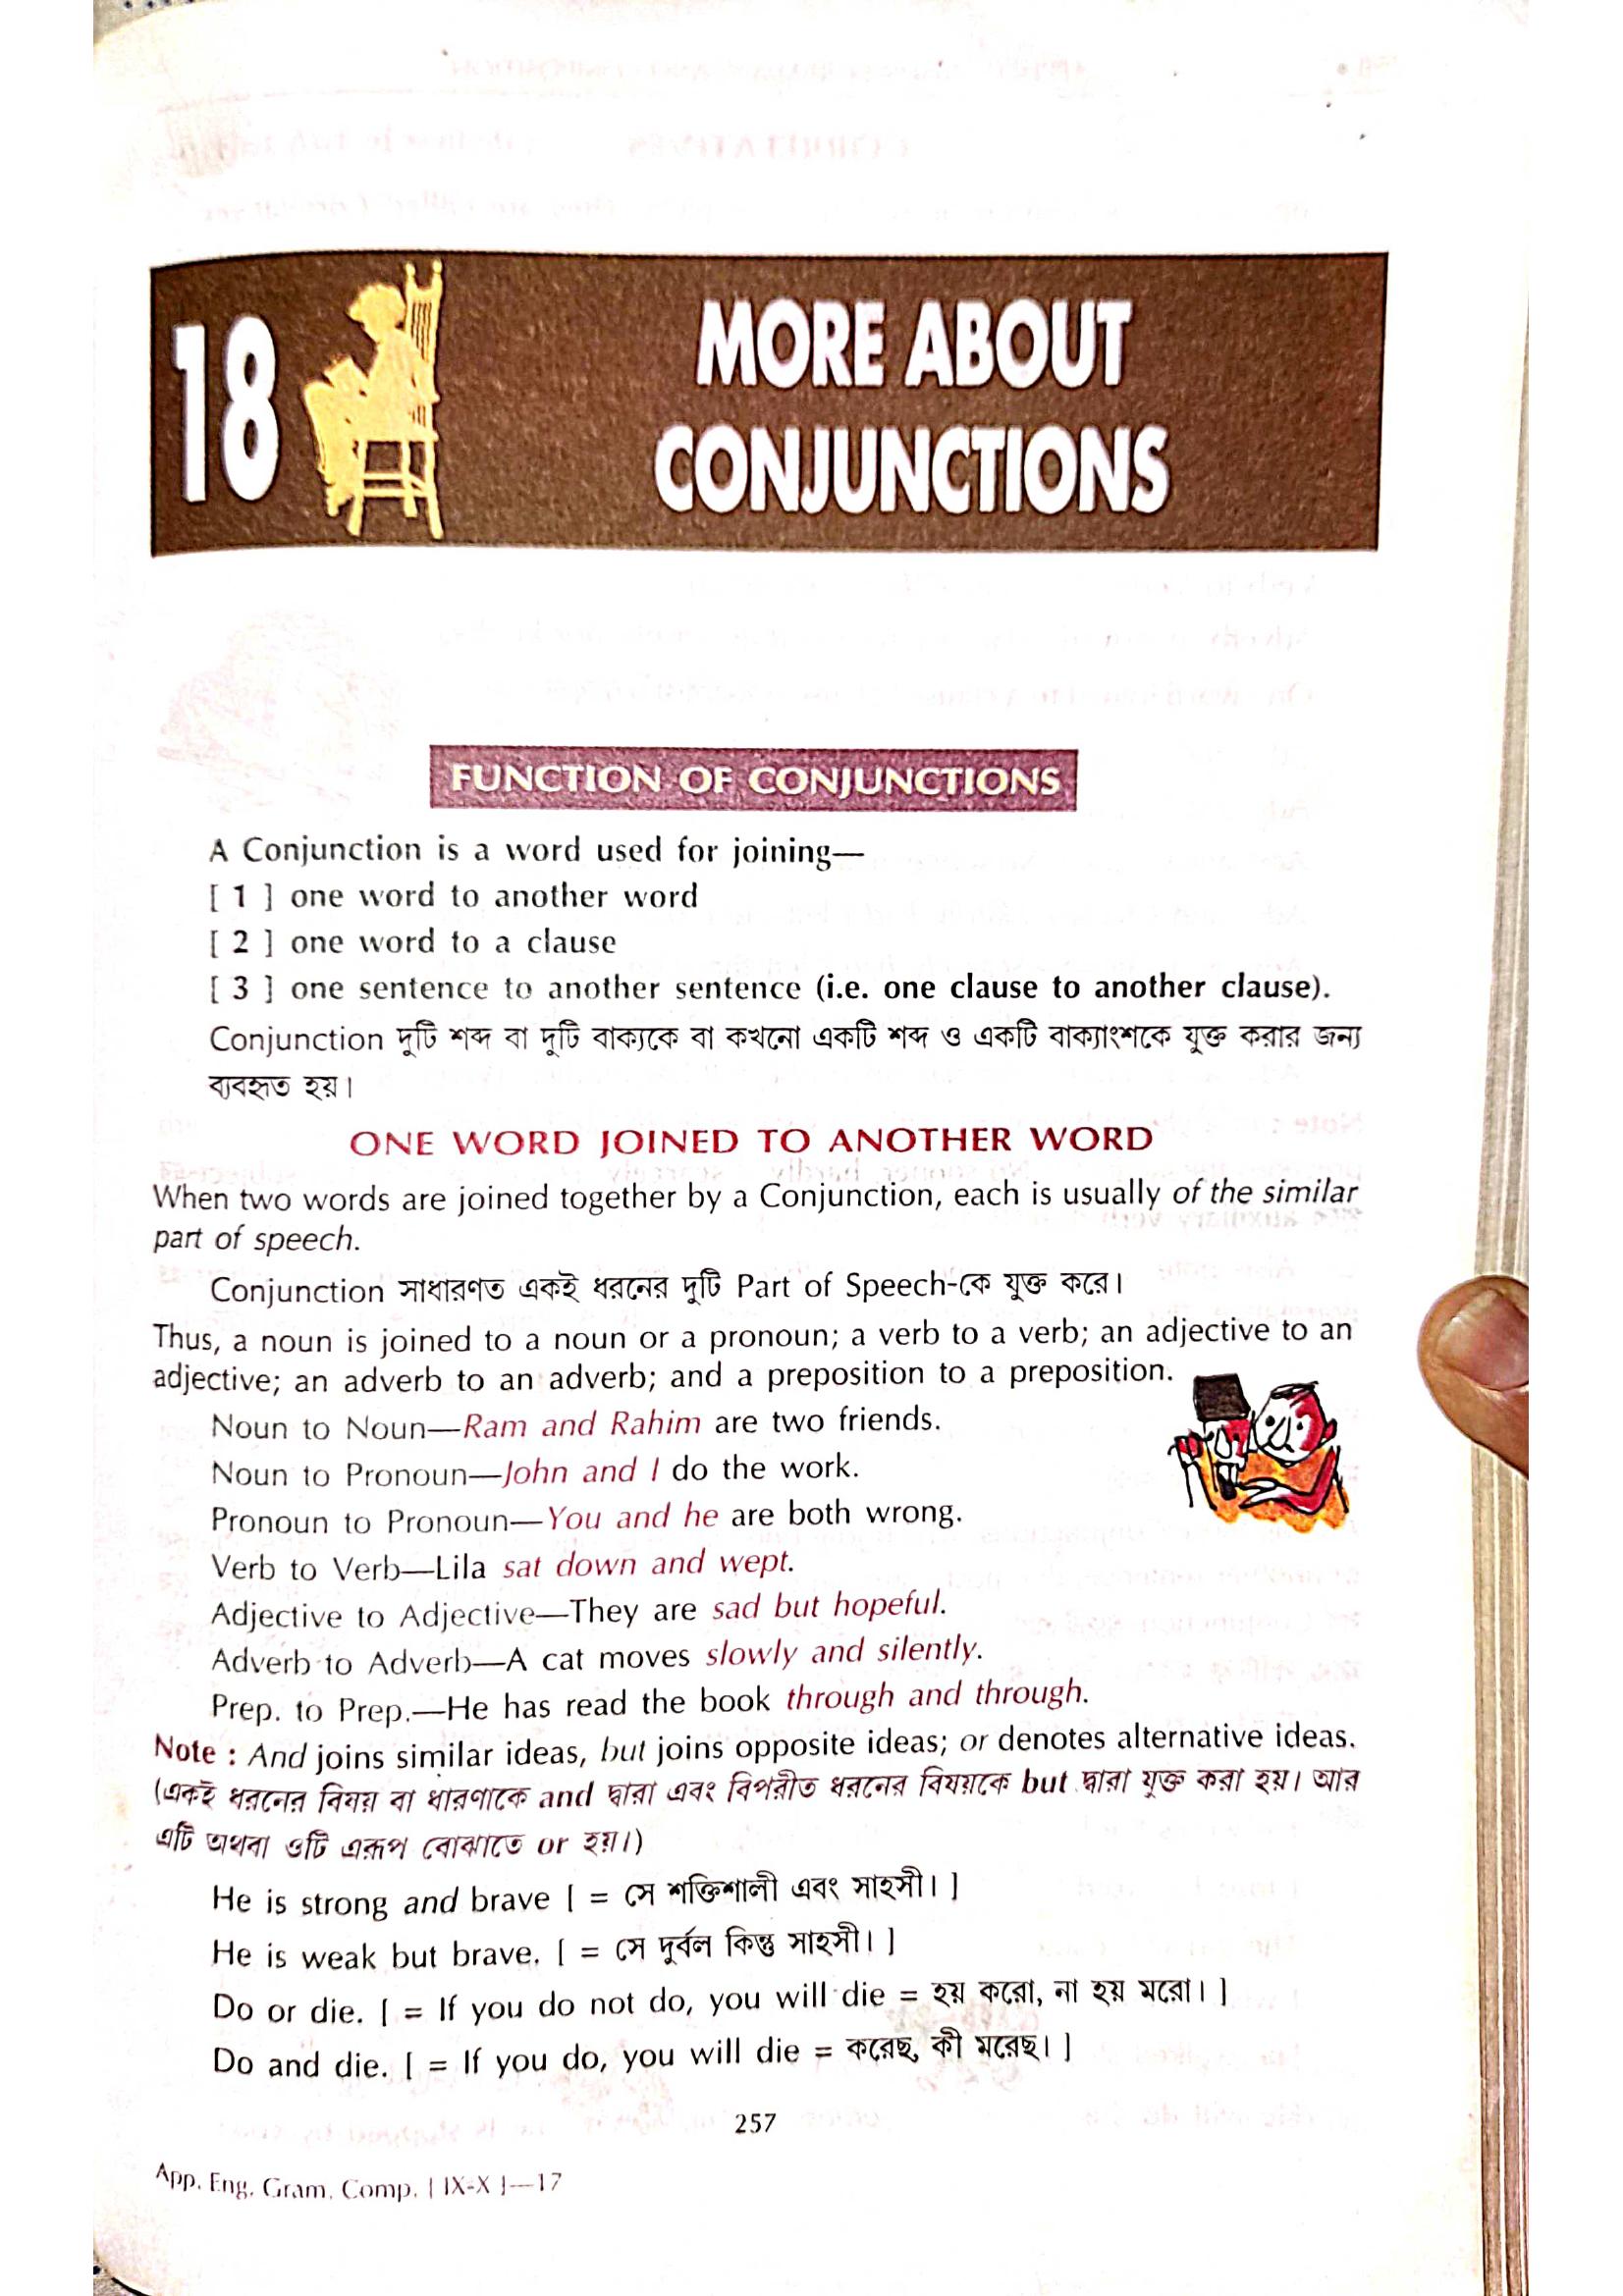 18
MORE ABOUT
CONJUNCTIONS
FUNCTION OF CONJUNCTIONS
A Conjunction is a word used for joining—
[ 1 ] one word to another word
[ 2 ] one word to a clause
[ 3 ] one sentence to another sentence (i.e. one clause to another clause).
Conjunction দুটি শব্দ বা দুটি বাক্যকে বা কখনো একটি শব্দ ও একটি বাক্যাংশকে যুক্ত করার জন্য
ব্যবহৃত হয়।
ONE WORD JOINED TO ANOTHER WORD
When two words are joined together by a Conjunction, each is usually of the similar
part of speech.
Conjunction সাধারণত একই ধরনের দুটি Part of Speech-কে যুক্ত করে।
Thus, a noun is joined to a noun or a pronoun; a verb to a verb; an adjective to an
adjective; an adverb to an adverb; and a preposition to a preposition.
Noun to Noun—Ram and Rahim are two friends.
Noun to Pronoun—John and I do the work.
Pronoun to Pronoun—You and he are both wrong.
Verb to Verb—Lila sat down and wept.
Adjective to Adjective—They are sad but hopeful.
Adverb to Adverb—A cat moves slowly and silently.
Prep. to Prep.—He has read the book through and through.
Note : And joins similar ideas, but joins opposite ideas; or denotes alternative ideas.
(একই ধরনের বিষয় বা ধারণাকে and দ্বারা এবং বিপরীত ধরনের বিষয়কে but দ্বারা যুক্ত করা হয়। আর
এটি অথবা ওটি এরূপ বোঝাতে or হয়।)
He is strong and brave [ = সে শক্তিশালী এবং সাহসী। ]
He is weak but brave. [ = সে দুর্বল কিন্তু সাহসী। ]
Do or die. [ = If you do not do, you will die = হয় করো, না হয় মরো। ]
Do and die. [ = If you do, you will die = করেছ, কী মরেছ। ]
257
App. Eng. Gram. Comp. [ IX-X ]—17